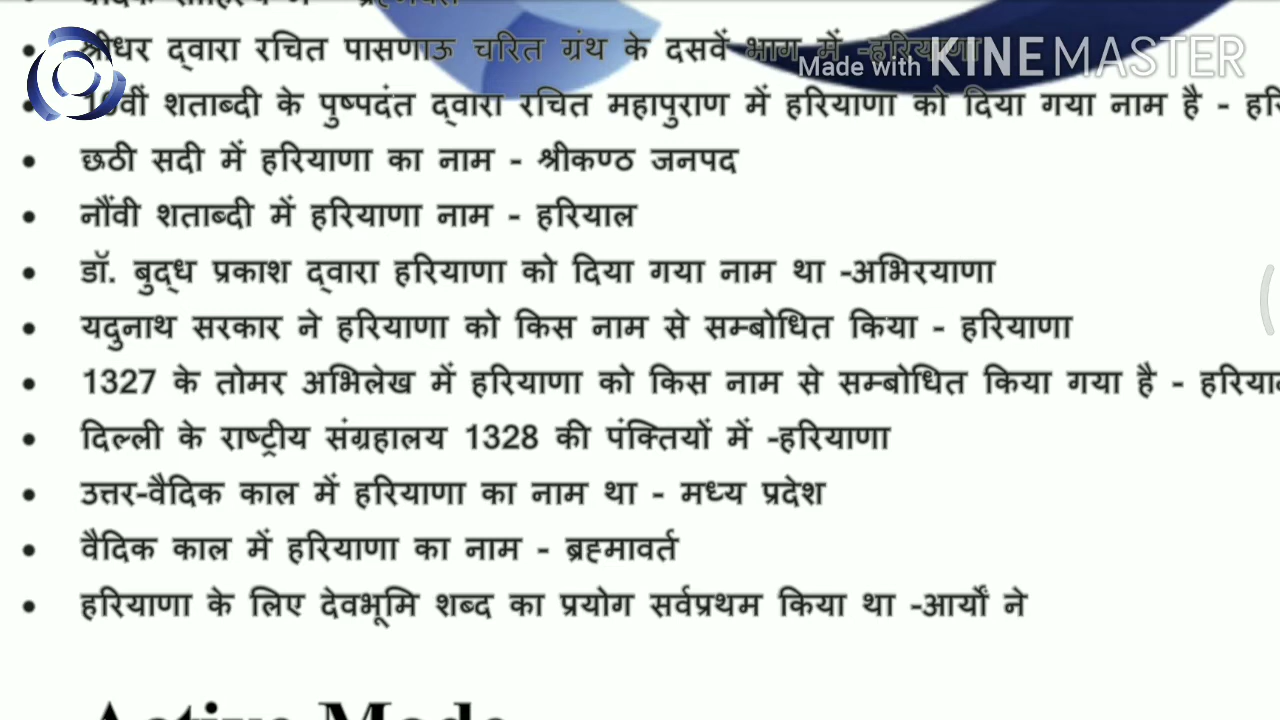 श्रीधर द्वारा रचित पासणाऊ चरित ग्रंथ के दसवें भाग में -हरियाणा
Made with KINEMASTER
वीं शताब्दी के पुष्पदंत द्वारा रचित महापुराण में हरियाणा को दिया गया नाम है -
• छठी सदी में हरियाणा का नाम - श्रीकण्ठ जनपद
• नौंवी शताब्दी में हरियाणा नाम - हरियाल
• डॉ. बुद्ध प्रकाश द्वारा हरियाणा को दिया गया नाम था -अभिरयाणा
• यदुनाथ सरकार ने हरियाणा को किस नाम से सम्बोधित किया - हरियाणा
• 1327 के तोमर अभिलेख में हरियाणा को किस नाम से सम्बोधित किया गया है -
• दिल्ली के राष्ट्रीय संग्रहालय 1328 की पंक्तियों में -हरियाणा
• उत्तर-वैदिक काल में हरियाणा का नाम था - मध्य प्रदेश
• वैदिक काल में हरियाणा का नाम - ब्रह्मावर्त
• हरियाणा के लिए देवभूमि शब्द का प्रयोग सर्वप्रथम किया था -आर्यों ने